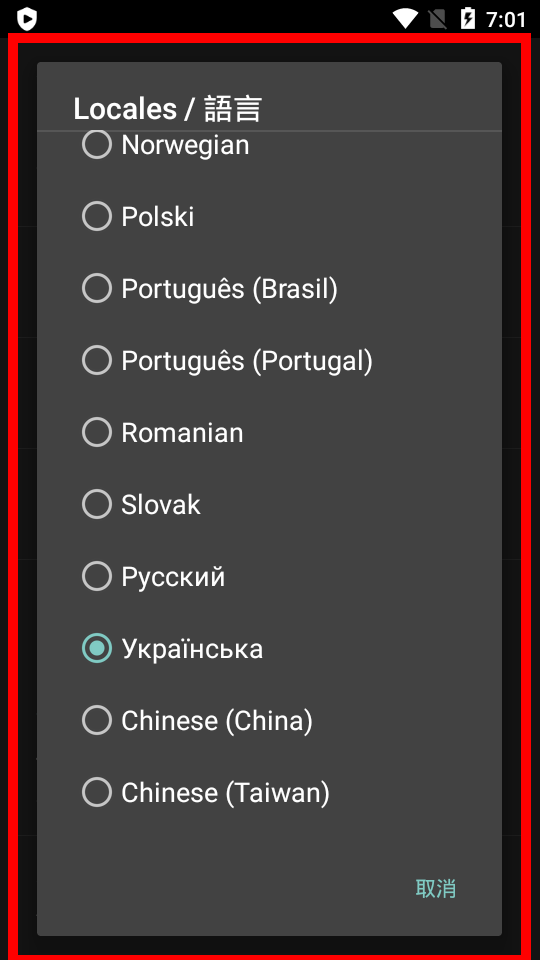 7:01
Locales / 語言
Norwegian
Polski
Português (Brasil)
Português (Portugal)
Romanian
Slovak
Русский
Українська
Chinese (China)
Chinese (Taiwan)
取消